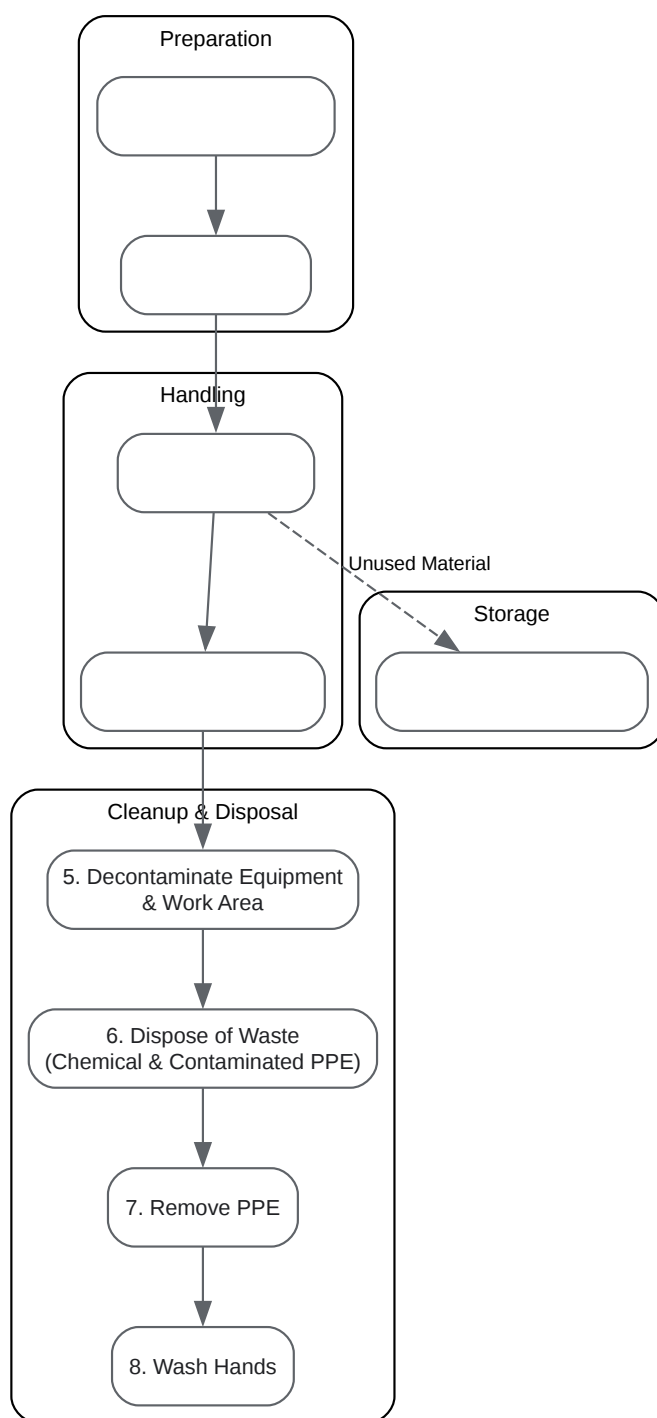 Preparation
Handling
Unused Material
Storage
Cleanup & Disposal
5. Decontaminate Equipment
& Work Area
6. Dispose of Waste
(Chemical & Contaminated PPE)
7. Remove PPE
8. Wash Hands